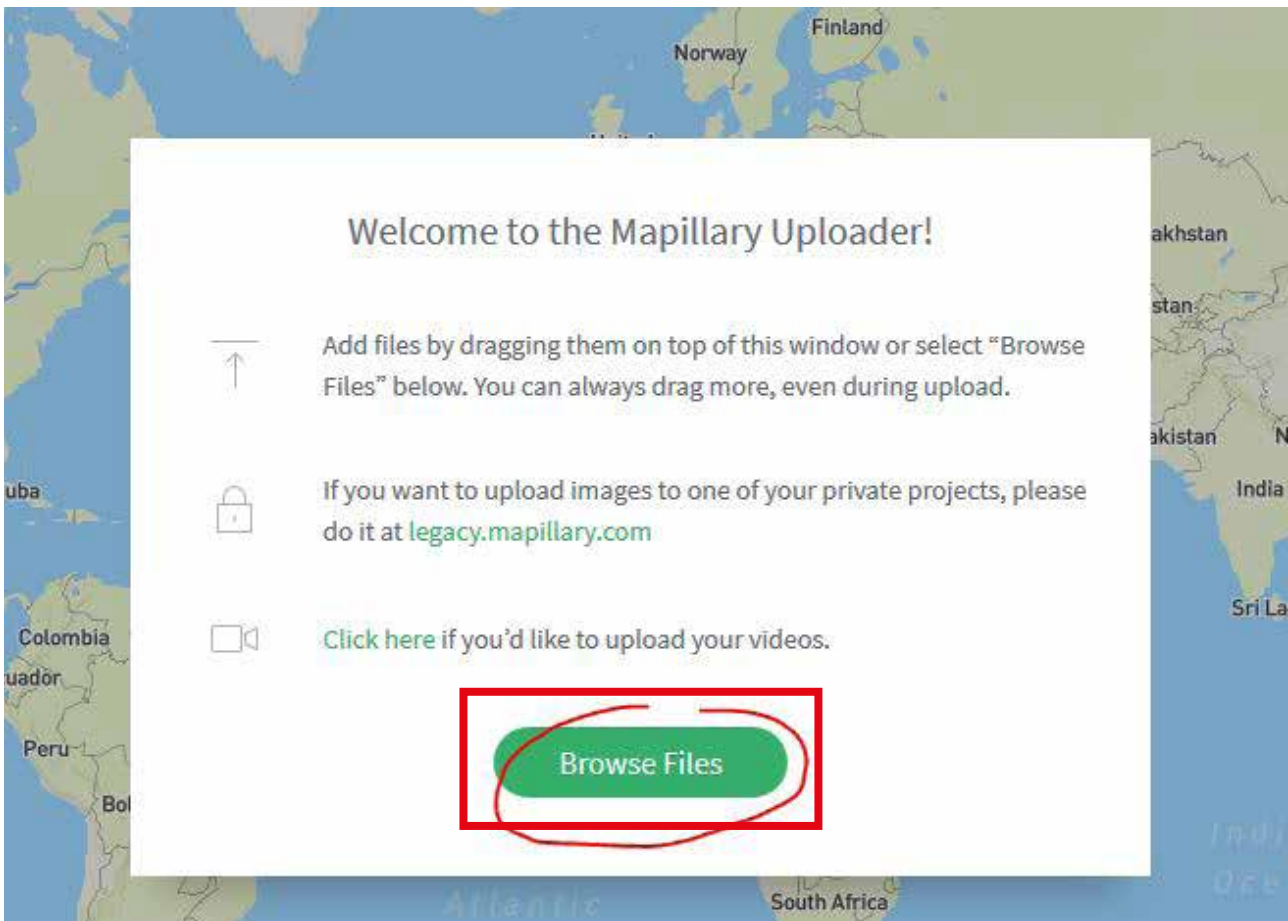 Finland
Norway
Welcome to the Mapillary Uploader!
akhstan
stan
Add files by dragging them on top of this window or select “Browse
Files” below. You can always drag more, even during upload.
akistan
N
uba
If you want to upload images to one of your private projects, please
do it at legacy.mapillary.com
India
Sri La
Colombia
Click here if you’d like to upload your videos.
uador
Peru
Browse Files
Bol
Indi
Oce
Atlantic
South Africa